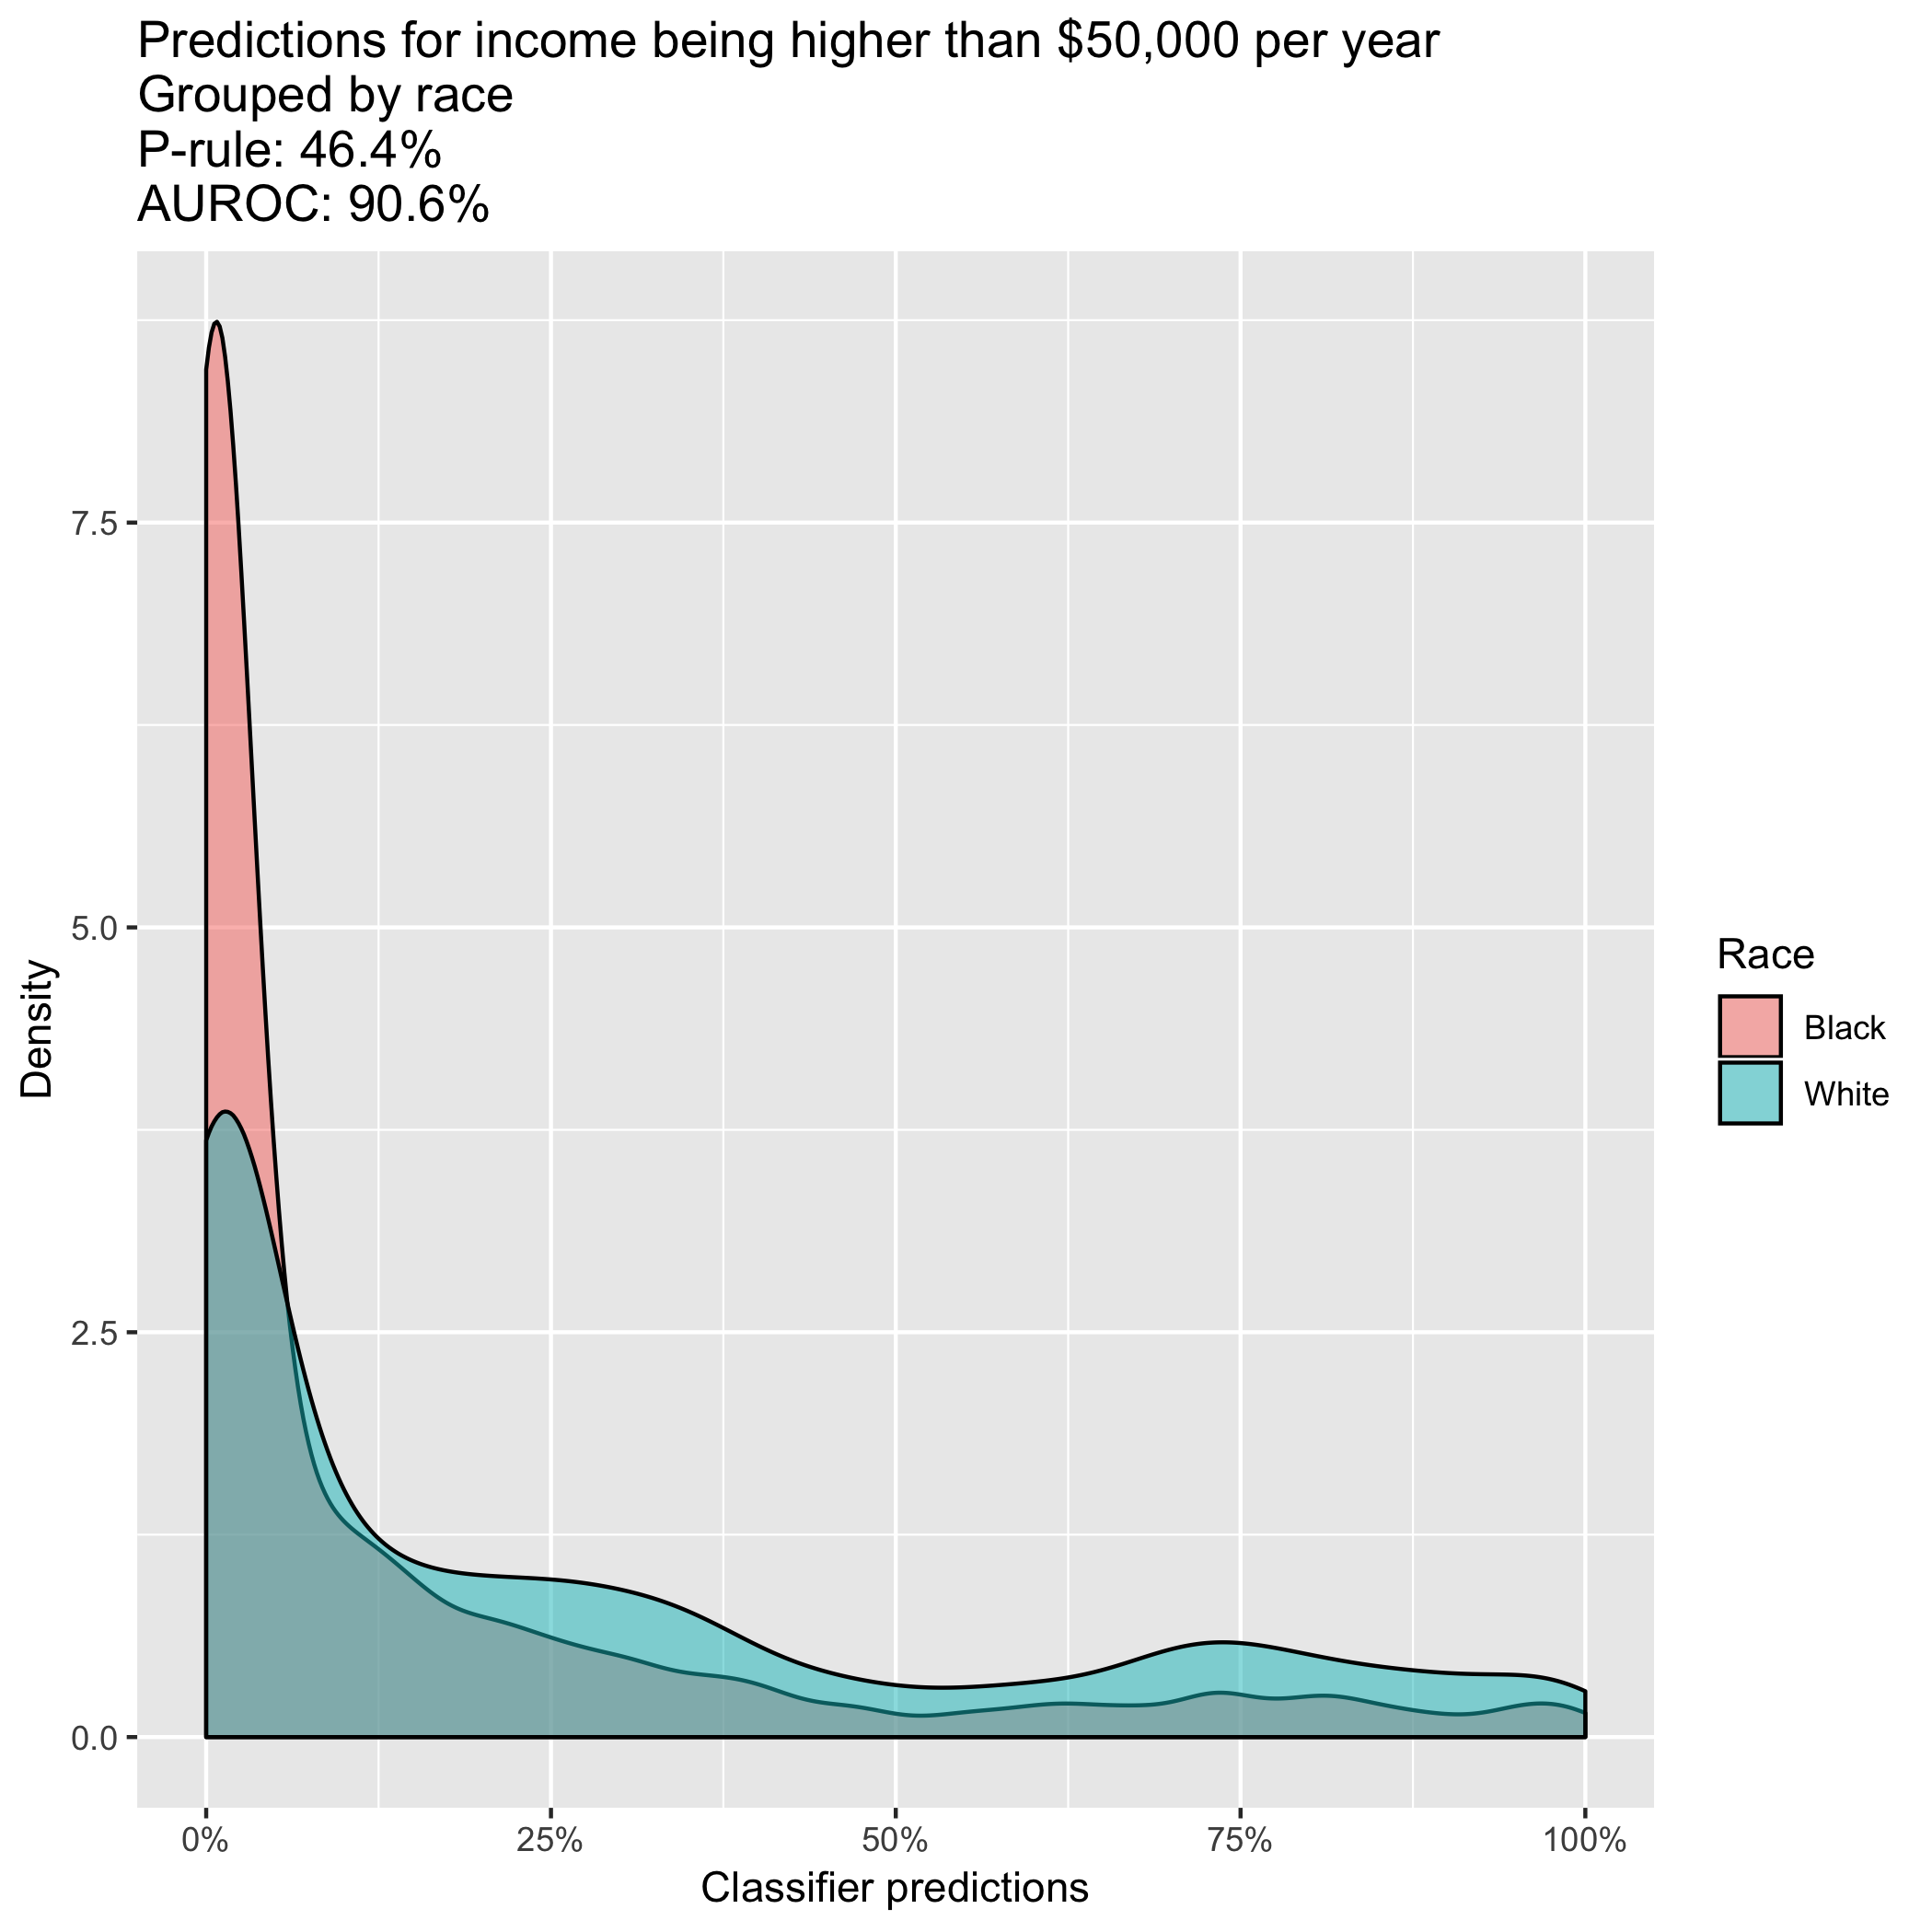 Predictions for income being higher than $50,000 per year
Grouped by race
P-rule: 46.4%
AUROC: 90.6%
7.5
5.0
2.5
0.0
Density
0%
25%
50%
75%
100%
Classifier predictions
Race
Black
White